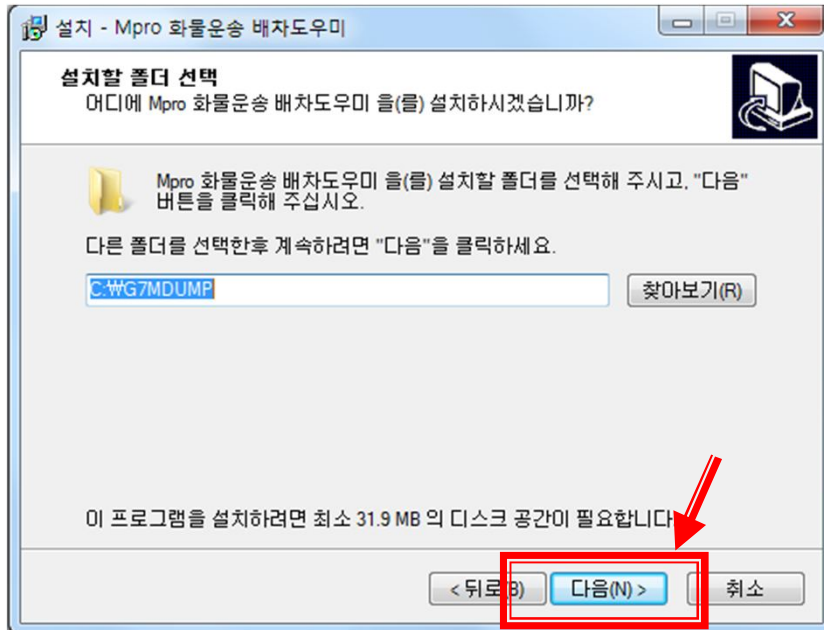 설치 - Mpro 화물운송 배차도우미
설치할 폴더 선택
어디에 Mpro 화물운송 배차도우미 을(를) 설치하시겠습니까?
Mpro 화물운송 배차도우미 을(를) 설치할 폴더를 선택해 주시고, "다음"
버튼을 클릭해 주십시오.
다른 폴더를 선택한후 계속하려면 "다음"을 클릭하세요.
C:₩G7MDUMP
찾아보기(R)
이 프로그램을 설치하려면 최소 31.9 MB 의 디스크 공간이 필요합니다
< 뒤로(B)
다음(N) >
취소